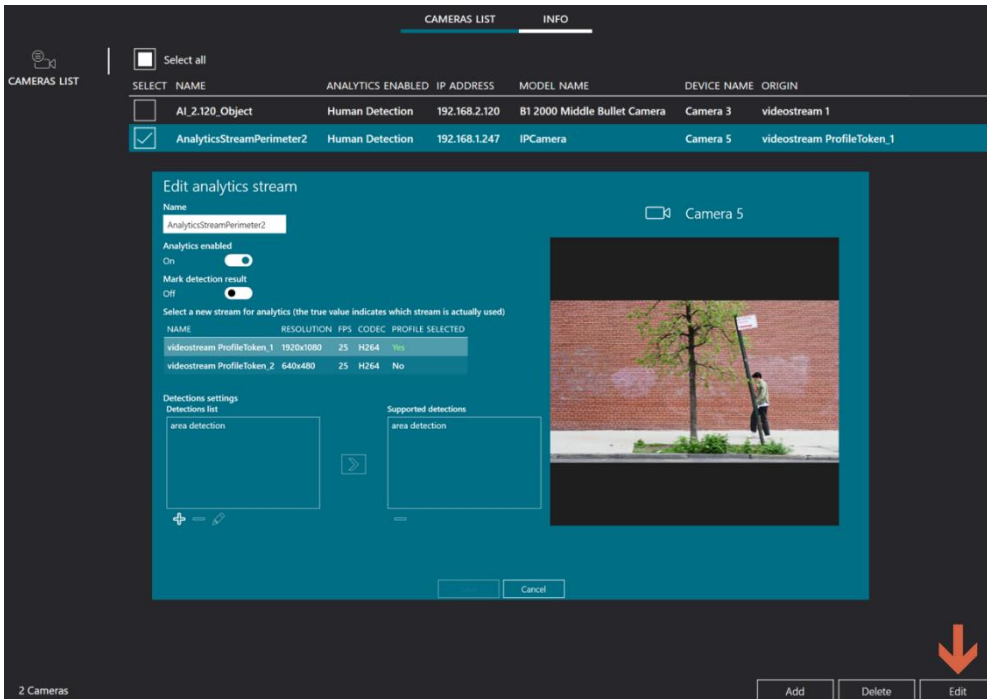 CAMERAS LIST INFO
CAMERAS LIST
Select all
SELECT NAME ANALYTICS ENABLED IP ADDRESS MODEL NAME DEVICE NAME ORIGIN
AI_2.120_Object Human Detection 192.168.2.120 B1 2000 Middle Bullet Camera Camera 3 videostream 1
AnalyticsStreamPerimeter2 Human Detection 192.168.1.247 IPCamera Camera 5 videostream ProfileToken_1
Edit analytics stream
Name
AnalyticsStreamPerimeter2
Camera 5
Analytics enabled
On
Mark detection result
Off
Select a new stream for analytics (the true value indicates which stream is actually used)
NAME RESOLUTION FPS CODEC PROFILE SELECTED
videostream ProfileToken_1 1920x1080 25 H264 Yes
videostream ProfileToken_2 640x480 25 H264 No
Detections settings
Detections list Supported detections
area detection area detection
Cancel
2 Cameras Add Delete Edit